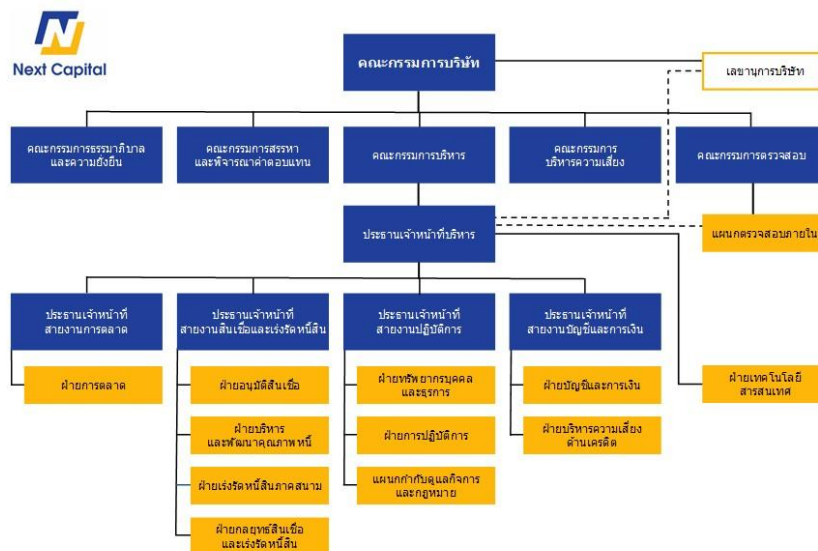 Next Capital
คณะกรรมการบริษัท
เลขานุการบริษัท
คณะกรรมการธรรมาภิบาล
และความยั่งยืน
คณะกรรมการสรรหา
และพิจารณาค่าตอบแทน
คณะกรรมการบริหาร
คณะกรรมการ
บริหารความเสี่ยง
คณะกรรมการตรวจสอบ
ประธานเจ้าหน้าที่บริหาร
แผนกตรวจสอบภายใน
ประธานเจ้าหน้าที่
สายงานการตลาด
ประธานเจ้าหน้าที่
สายงานสินเชื่อและเร่งรัดหนี้สิน
ประธานเจ้าหน้าที่
สายงานปฏิบัติการ
ประธานเจ้าหน้าที่
สายงานบัญชีและการเงิน
ฝ่ายการตลาด
ฝ่ายอนุมัติสินเชื่อ
ฝ่ายทรัพยากรบุคคล
และธุรการ
ฝ่ายบัญชีและการเงิน
ฝ่ายเทคโนโลยี
สารสนเทศ
ฝ่ายบริหาร
และพัฒนาคุณภาพหนี้
ฝ่ายการปฏิบัติการ
ฝ่ายบริหารความเสี่ยง
ด้านเครดิต
ฝ่ายเร่งรัดหนี้สินภาคสนาม
แผนกกำกับดูแลกิจการ
และกฎหมาย
ฝ่ายกลยุทธ์สินเชื่อ
และเร่งรัดหนี้สิน